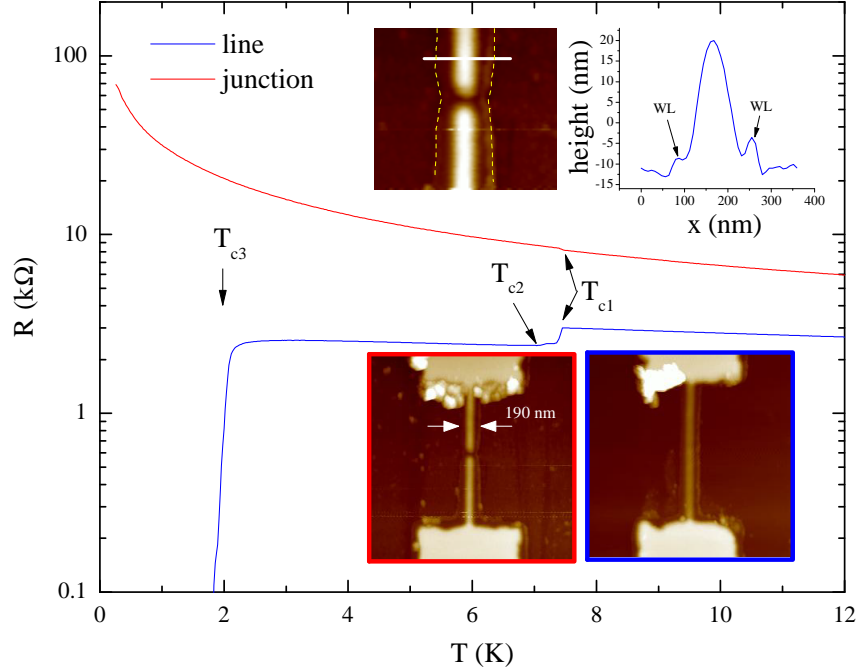 line
junction
R (kΩ)
100
10
1
0.1
0
2
4
6
8
10
12
T (K)
T_c3
T_c2
T_c1
height (nm)
20
15
10
5
0
-5
-10
-15
0
100
200
300
400
x (nm)
WL
WL
190 nm